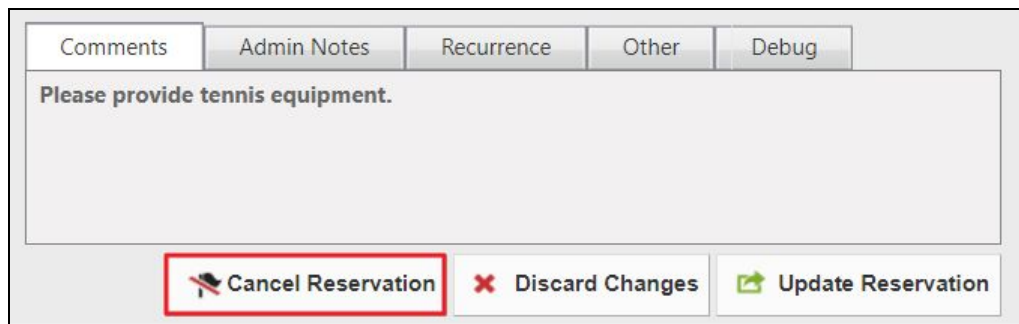 Comments Admin Notes Recurrence Other Debug
Please provide tennis equipment.
Cancel Reservation Discard Changes Update Reservation